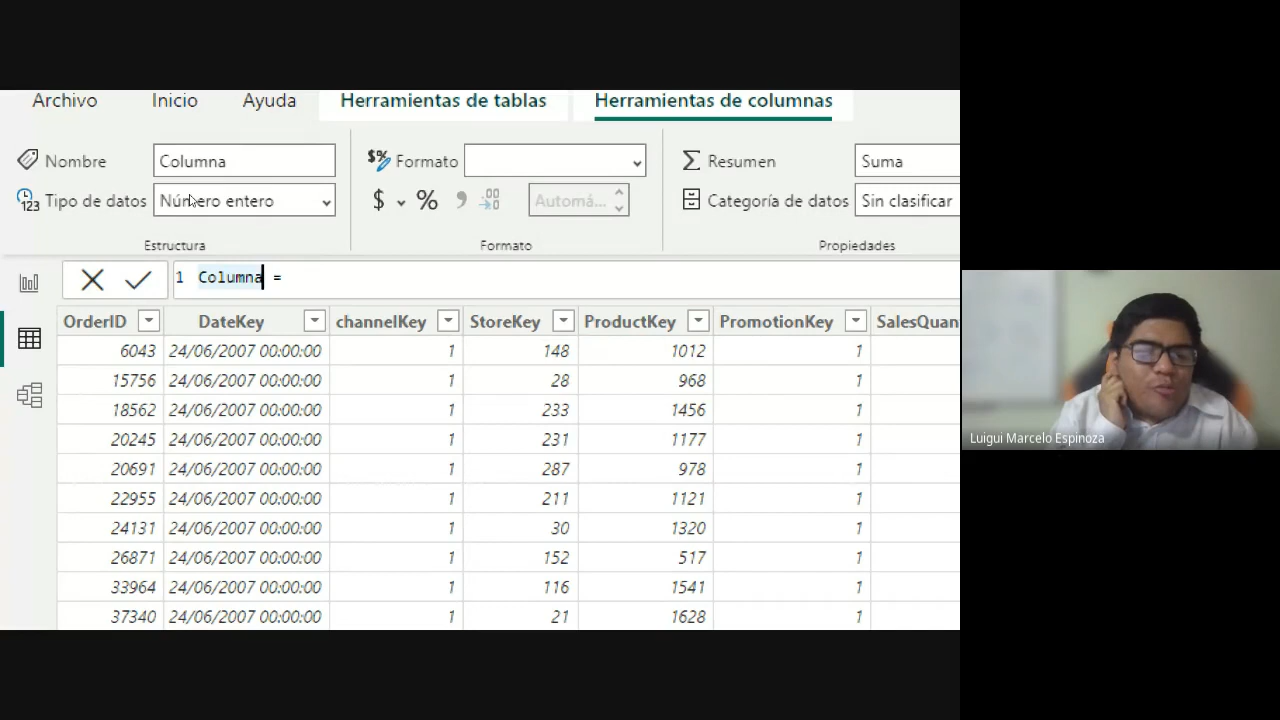 Archivo Inicio Ayuda Herramientas de tablas Herramientas de columnas
Nombre Columna $% Formato Resumen Suma
123 Tipo de datos Número entero $ % 9 .00 .0 Automá... Categoría de datos Sin clasificar
Estructura Formato Propiedades
1 Columna =
OrderID DateKey channelKey StoreKey ProductKey PromotionKey SalesQuan
6043 24/06/2007 00:00:00 1 148 1012 1
15756 24/06/2007 00:00:00 1 28 968 1
18562 24/06/2007 00:00:00 1 233 1456 1
20245 24/06/2007 00:00:00 1 231 1177 1
20691 24/06/2007 00:00:00 1 287 978 1
22955 24/06/2007 00:00:00 1 211 1121 1
24131 24/06/2007 00:00:00 1 30 1320 1
26871 24/06/2007 00:00:00 1 152 517 1
33964 24/06/2007 00:00:00 1 116 1541 1
37340 24/06/2007 00:00:00 1 21 1628 1
Luigui Marcelo Espinoza